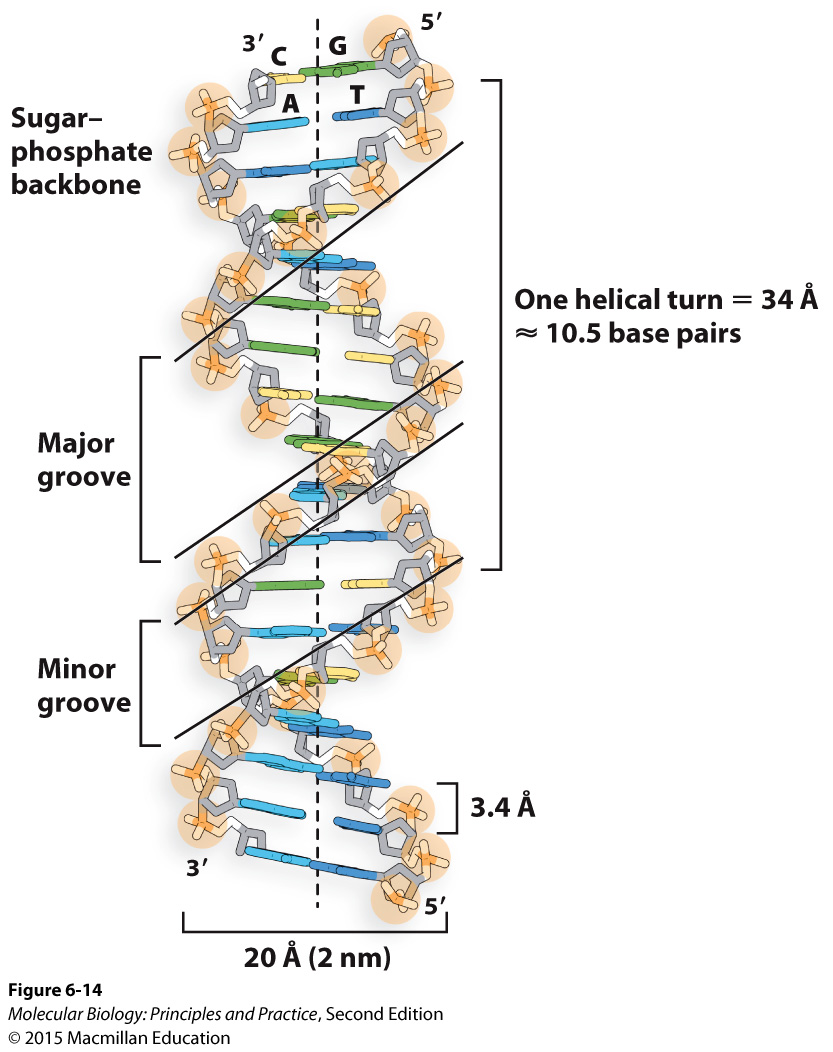 5′
3′
C
G
A
T
Sugar–
phosphate
backbone
One helical turn = 34 Å
≈ 10.5 base pairs
Major
groove
Minor
groove
3.4 Å
3′
5′
20 Å (2 nm)
Figure 6-14
Molecular Biology: Principles and Practice, Second Edition
© 2015 Macmillan Education